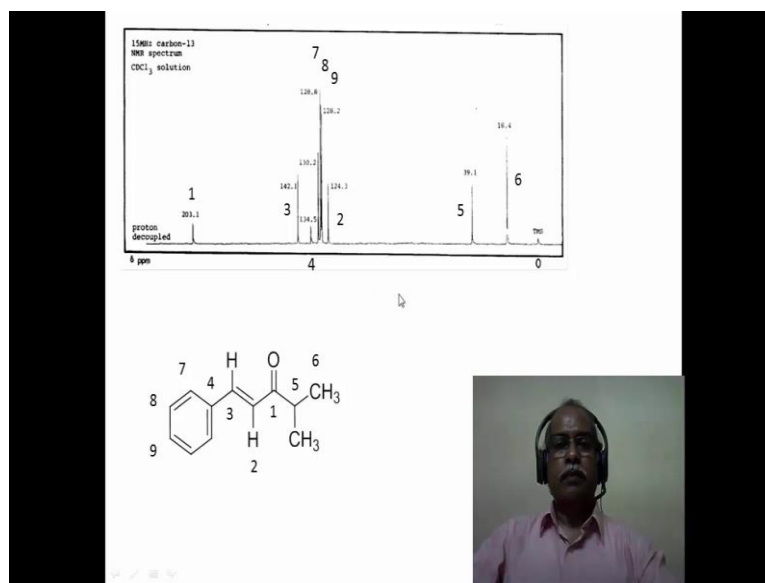 15MHz carbon-13
NMR spectrum
CDCl3 solution
7
8
9
128.8
128.2
130.2
142.1
134.5
124.3
203.1
39.1
18.4
1
3
2
5
6
proton
decoupled
TMS
δ ppm
4
0
H
O
6
7
4
5
CH3
8
3
1
9
H
CH3
2